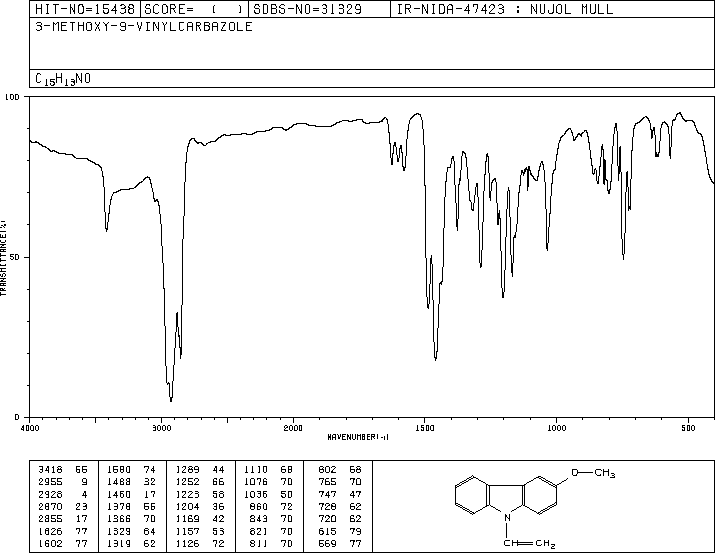 HIT-NO=15438 SCORE= ( ) SDBS-NO=31329 IR-NIDA-47423 : NUJOL MULL
3-METHOXY-9-VINYLCARBAZOLE
C15H13NO
100
TRANSMITTANCE(%)
50
0
4000 3000 2000 1500 1000 500
WAVENUMBER(-1)
3418 55 1580 74 1289 44 1110 68 802 58
2955 9 1488 32 1252 66 1076 70 765 70
2928 4 1460 17 1223 58 1036 50 747 47
2870 23 1378 55 1204 36 860 72 728 62
2855 17 1366 70 1169 42 843 70 720 62
1626 77 1329 64 1157 53 821 70 615 79
1602 77 1319 62 1126 72 811 70 569 77
O CH3
N
CH CH2